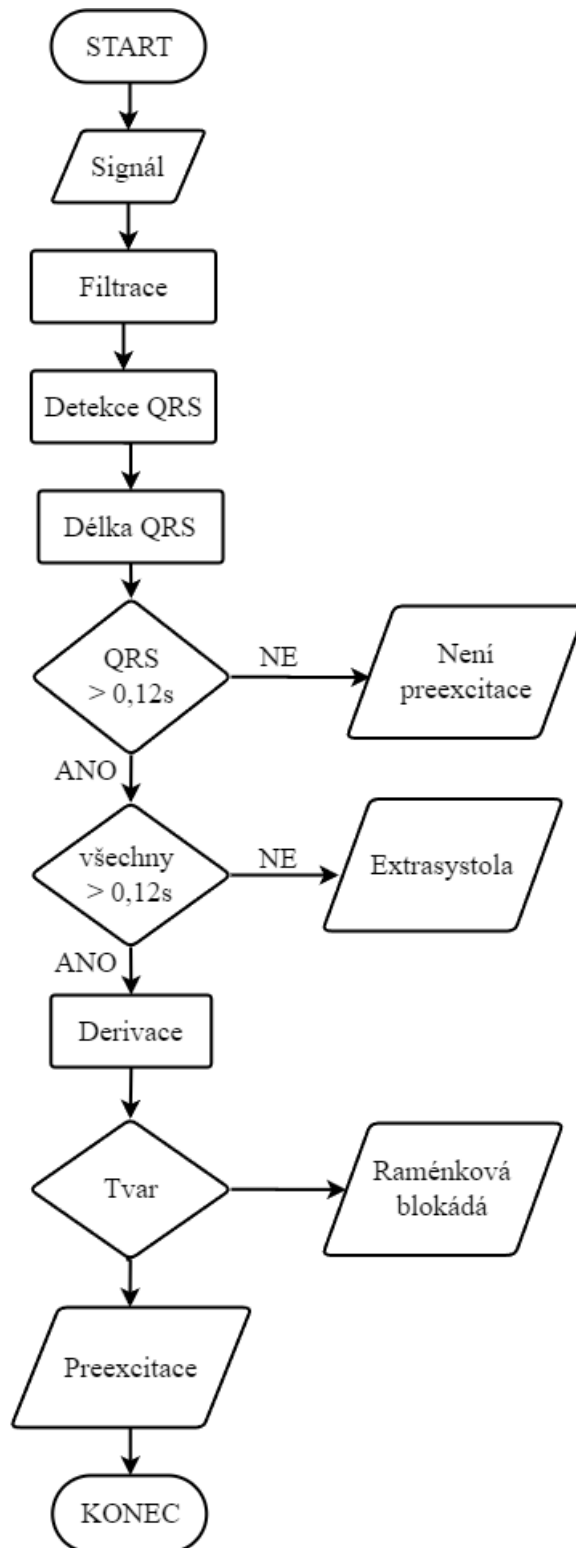 START
Signál
Filtrace
Detekce QRS
Délka QRS
QRS
> 0,12s
NE
Není
preexcitace
ANO
všechny
> 0,12s
NE
Extrasystola
ANO
Derivace
Tvar
Raménková
blokádá
Preexcitace
KONEC